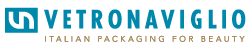 VETRONAVIGLIO
ITALIAN PACKAGING FOR BEAUTY